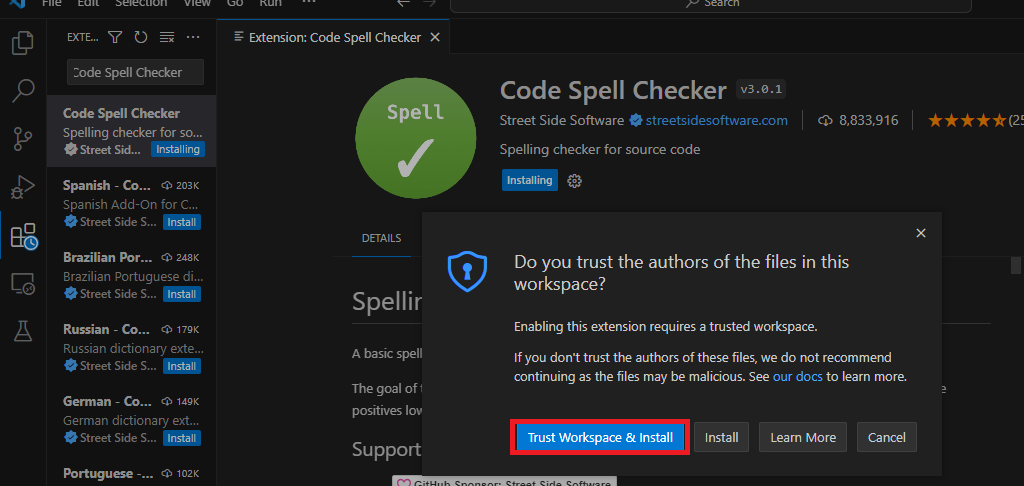 File Edit Selection View Go Run ···
Search
EXTE... ···
Code Spell Checker
Code Spell Checker
Spelling checker for so...
Street Sid... Installing
Spanish - Co... 203K
Spanish Add-On for C...
Street Side S... Install
Brazilian Por... 248K
Brazilian Portuguese di...
Street Side S... Install
Russian - Co... 179K
Russian dictionary exte...
Street Side S... Install
German - Co... 149K
German dictionary ext...
Street Side S... Install
Portuguese - ... 102K
Extension: Code Spell Checker
Spell
Code Spell Checker v3.0.1
Street Side Software streetsidesoftware.com 8,833,916 (25
Spelling checker for source code
Installing
DETAILS
Spellin
A basic spell
The goal of t
positives low
Support
GitHub Sponsor: Street Side Software
Do you trust the authors of the files in this
workspace?
Enabling this extension requires a trusted workspace.
If you don't trust the authors of these files, we do not recommend
continuing as the files may be malicious. See our docs to learn more.
Trust Workspace & Install Install Learn More Cancel